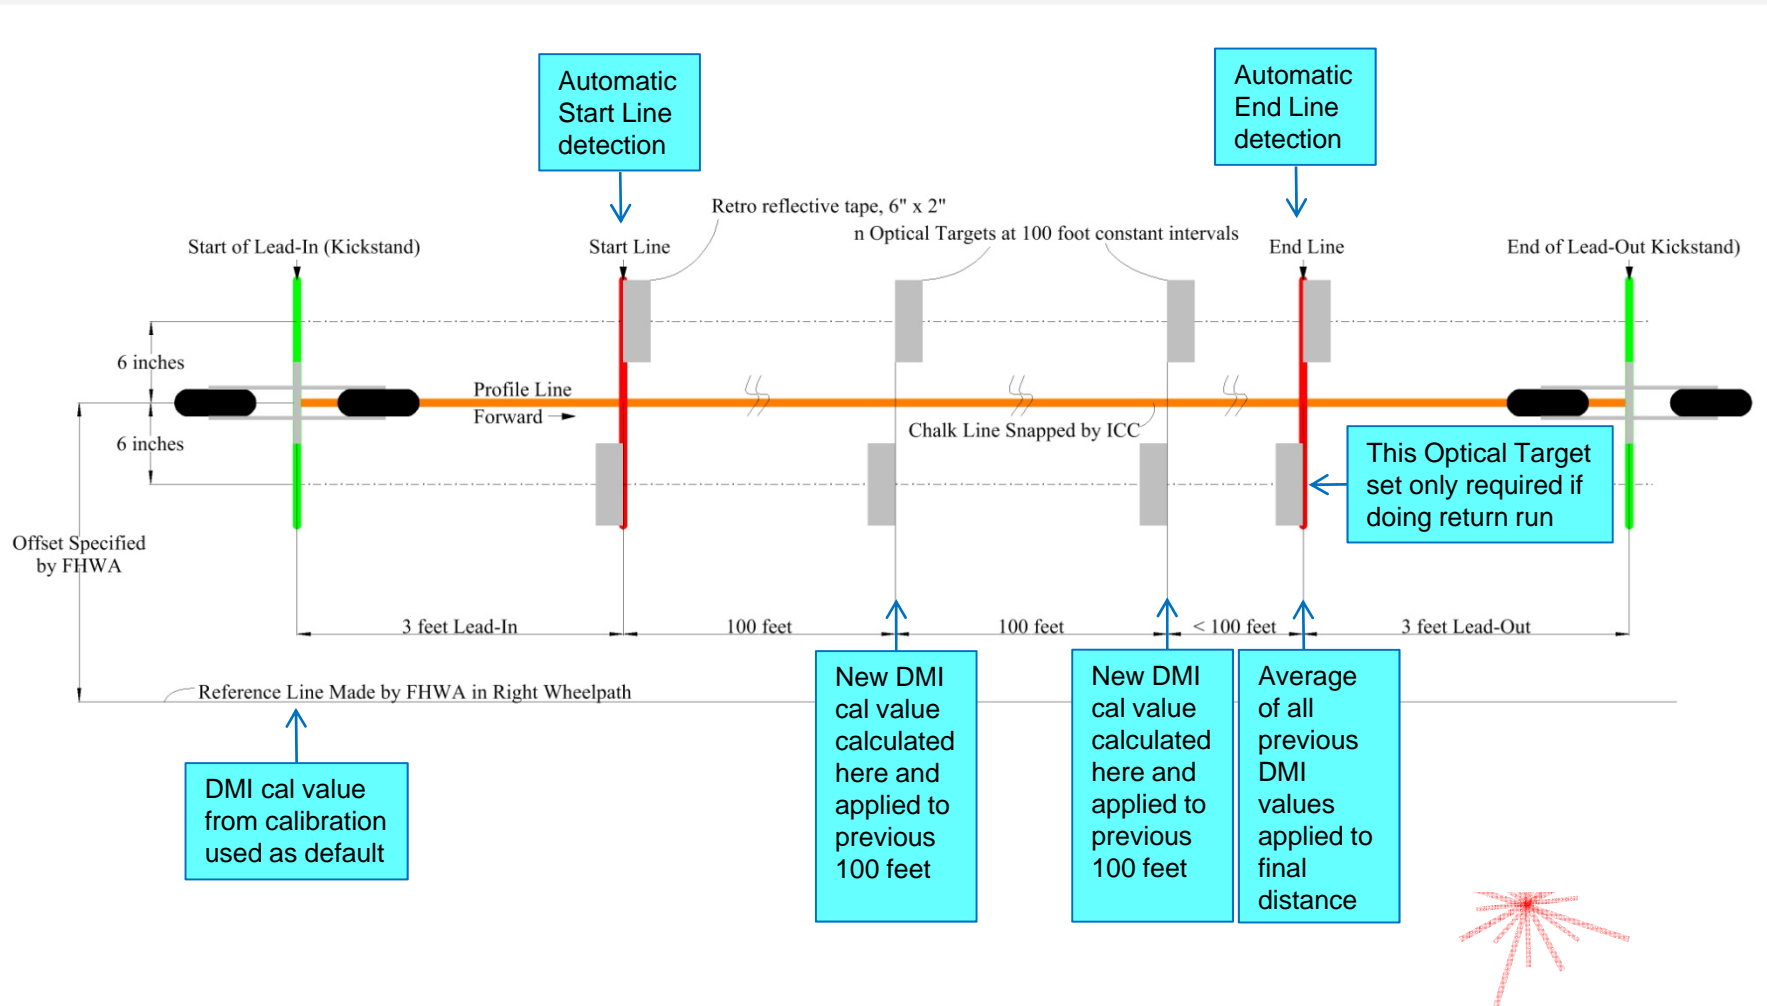 Automatic
Start Line
detection
Automatic
End Line
detection
Retro reflective tape, 6" x 2"
n Optical Targets at 100 foot constant intervals
Start of Lead-In (Kickstand)
Start Line
End Line
End of Lead-Out Kickstand)
6 inches
Profile Line
Forward
Chalk Line Snapped by ICC
6 inches
This Optical Target
set only required if
doing return run
Offset Specified
by FHWA
3 feet Lead-In
100 feet
100 feet
< 100 feet
3 feet Lead-Out
Reference Line Made by FHWA in Right Wheelpath
DMI cal value
from calibration
used as default
New DMI
cal value
calculated
here and
applied to
previous
100 feet
New DMI
cal value
calculated
here and
applied to
previous
100 feet
Average
of all
previous
DMI
values
applied to
final
distance